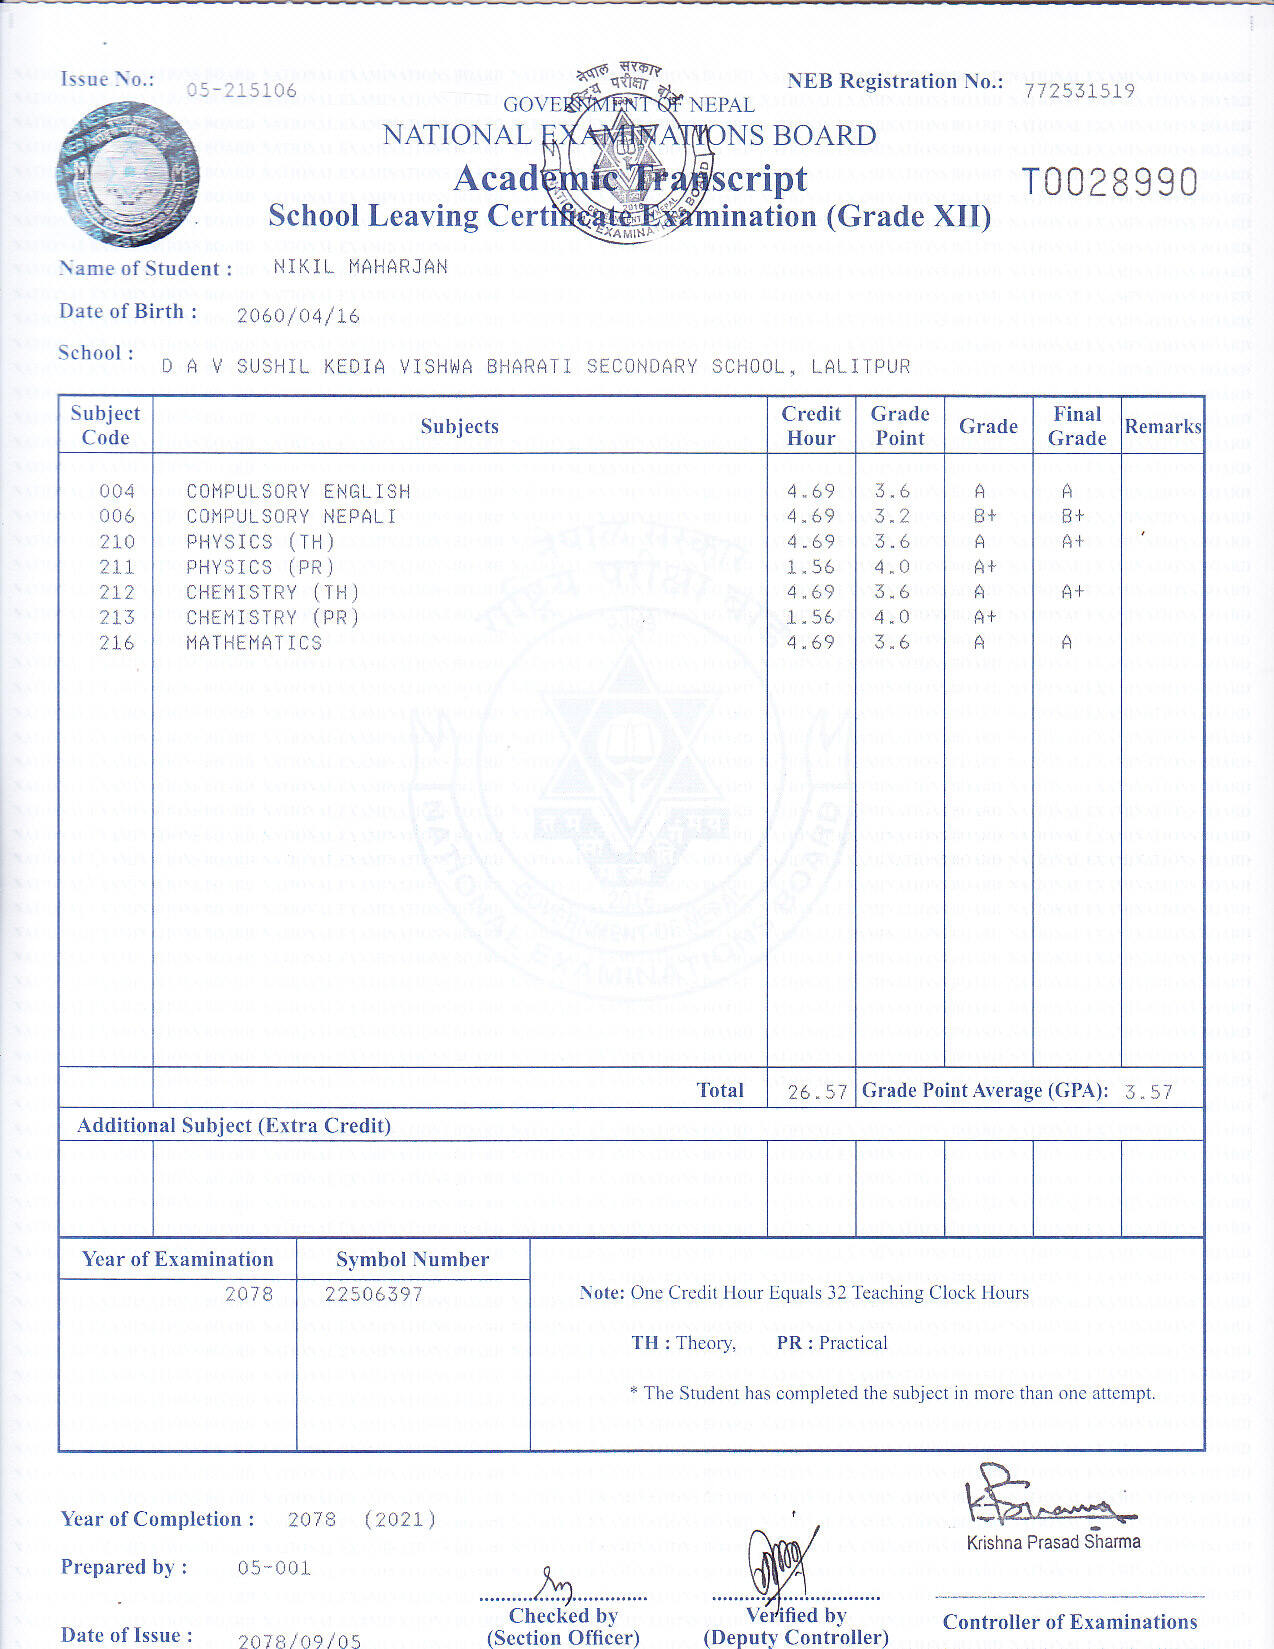 Issue No.: 05-215106
नेपाल सरकार
राष्ट्रिय परीक्षा बोर्ड
NEB Registration No.: 772531519
GOVERNMENT OF NEPAL
NATIONAL EXAMINATIONS BOARD
Academic Transcript
T0028990
School Leaving Certificate Examination (Grade XII)
Name of Student : NIKIL MAHARJAN
Date of Birth : 2060/04/16
School : D A V SUSHIL KEDIA VISHWA BHARATI SECONDARY SCHOOL, LALITPUR
Subject Code Subjects Credit Hour Grade Point Grade Final Grade Remarks
004 COMPULSORY ENGLISH 4.69 3.6 A A
006 COMPULSORY NEPALI 4.69 3.2 B+ B+
210 PHYSICS (TH) 4.69 3.6 A A+
211 PHYSICS (PR) 1.56 4.0 A+
212 CHEMISTRY (TH) 4.69 3.6 A A+
213 CHEMISTRY (PR) 1.56 4.0 A+
216 MATHEMATICS 4.69 3.6 A A
Total 26.57 Grade Point Average (GPA): 3.57
Additional Subject (Extra Credit)
Year of Examination Symbol Number
2078 22506397
Note: One Credit Hour Equals 32 Teaching Clock Hours
TH : Theory, PR : Practical
* The Student has completed the subject in more than one attempt.
Year of Completion : 2078 (2021)
Krishna Prasad Sharma
Prepared by : 05-001
Checked by
(Section Officer)
Verified by
(Deputy Controller)
Controller of Examinations
Date of Issue : 2078/09/05